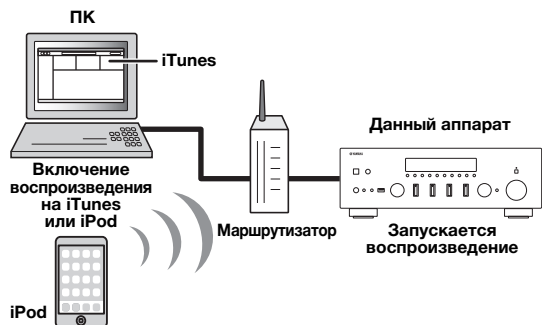 ПК
iTunes
Данный аппарат
Включение
воспроизведения
на iTunes
или iPod
Маршрутизатор
Запускается
воспроизведение
iPod